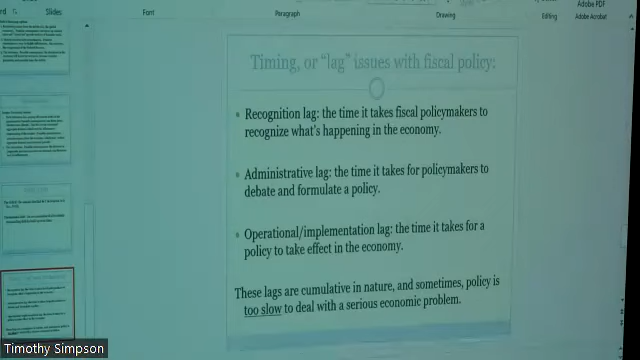 Slides
Font
Paragraph
Drawing
Editing
Adobe PDF
Adobe Acrobat
Timing, or “lag” issues with fiscal policy:
• Recognition lag: the time it takes fiscal policymakers to
recognize what's happening in the economy.
• Administrative lag: the time it takes for policymakers to
debate and formulate a policy.
• Operational/implementation lag: the time it takes for a
policy to take effect in the economy.
These lags are cumulative in nature, and sometimes, policy is
too slow to deal with a serious economic problem.
Timothy Simpson